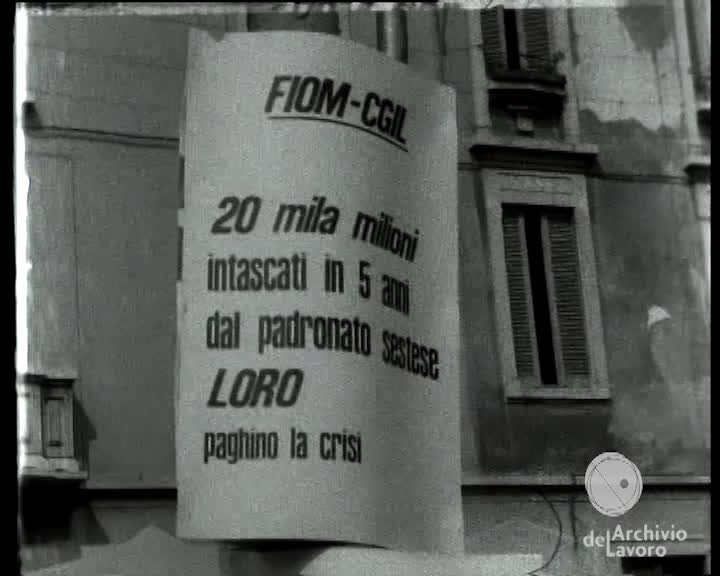 FIOM-CGIL
20 mila milioni
intascati in 5 anni
dal padronato sestese
LORO
paghino la crisi
Archivio
del Lavoro